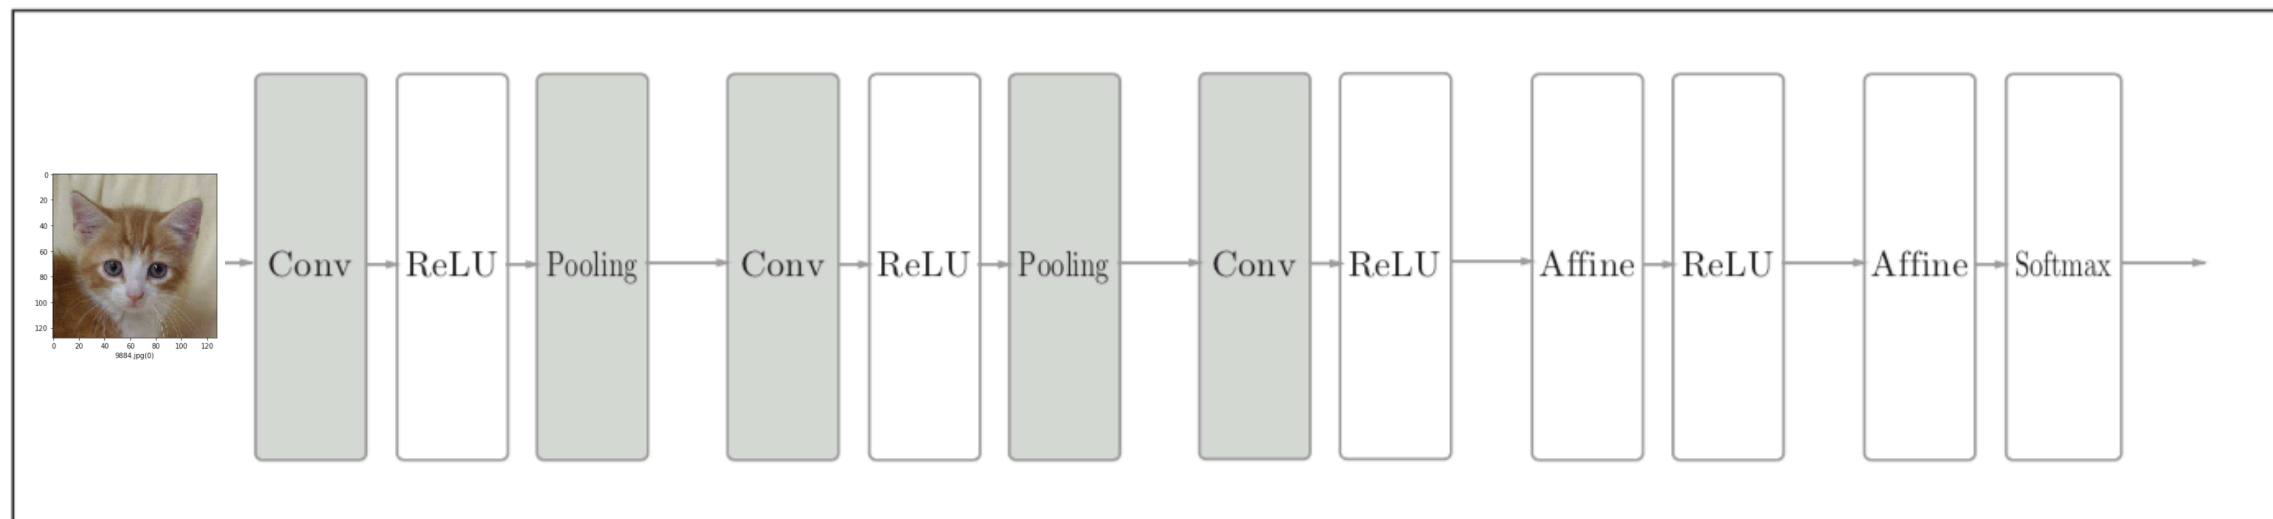 0
20
40
60
80
100
120
0 20 40 60 80 100 120
9884.jpg(0)
Conv
ReLU
Pooling
Conv
ReLU
Pooling
Conv
ReLU
Affine
ReLU
Affine
Softmax